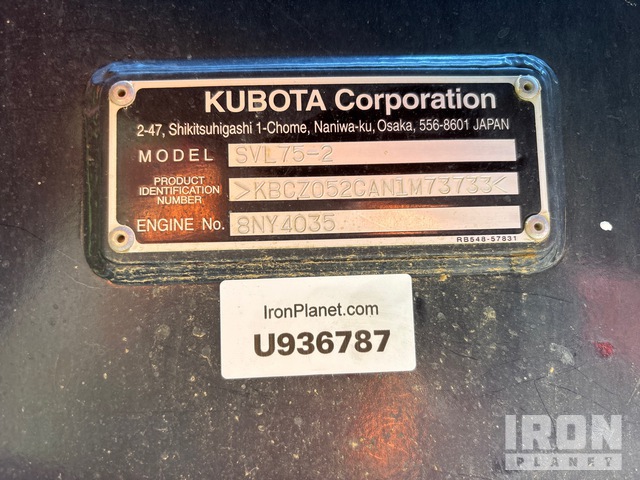 KUBOTA Corporation
2-47, Shikitsuhigashi 1-Chome, Naniwa-ku, Osaka, 556-8601 JAPAN
MODEL SVL75-2
PRODUCT
IDENTIFICATION >KBCZ052CAN1M73733<
NUMBER
ENGINE No. 8NY4035
RB548-57831
IronPlanet.com
U936787
IRON
PLANET